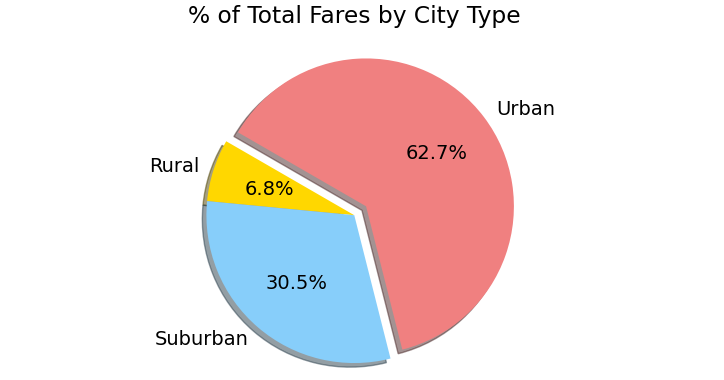 % of Total Fares by City Type
Urban
62.7%
Rural
6.8%
30.5%
Suburban